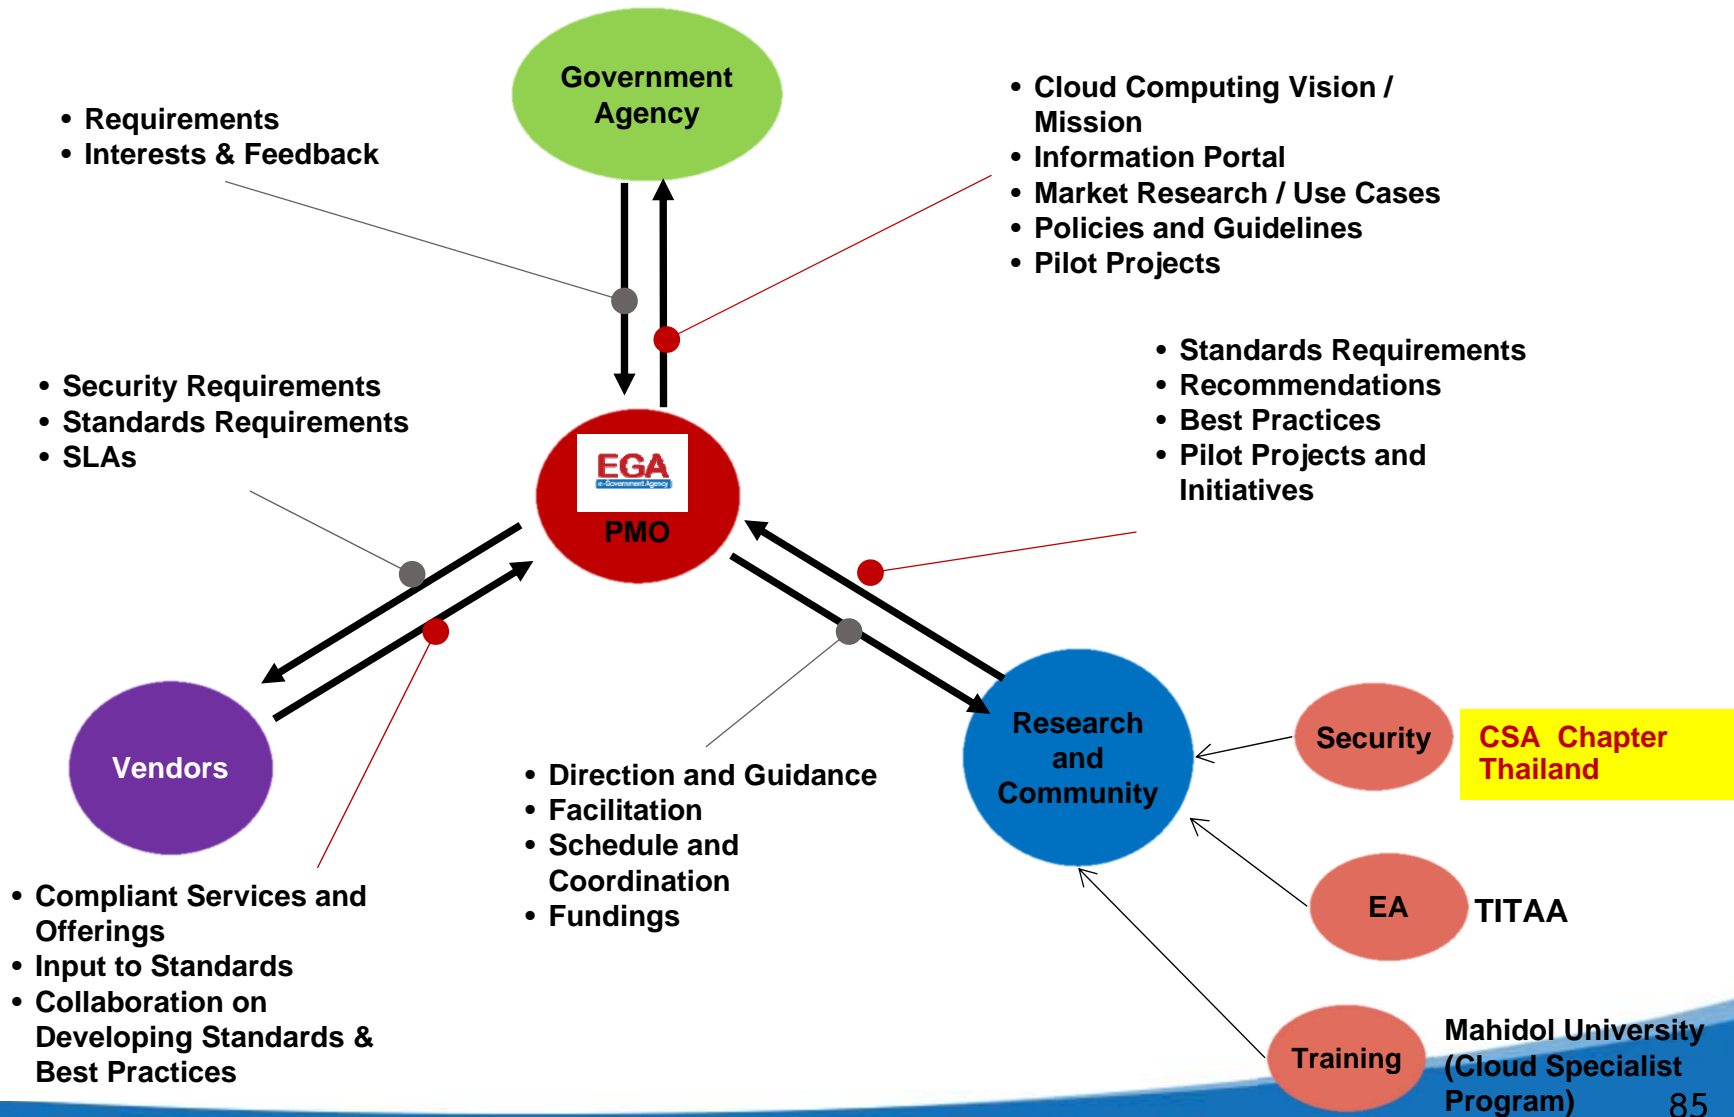 Government
Agency
• Requirements
• Interests & Feedback
• Cloud Computing Vision /
Mission
• Information Portal
• Market Research / Use Cases
• Policies and Guidelines
• Pilot Projects
• Security Requirements
• Standards Requirements
• SLAs
• Standards Requirements
• Recommendations
• Best Practices
• Pilot Projects and
Initiatives
EGA
e-Government Agency
PMO
Vendors
• Direction and Guidance
• Facilitation
• Schedule and
Coordination
• Fundings
Research
and
Community
Security
CSA Chapter
Thailand
• Compliant Services and
Offerings
• Input to Standards
• Collaboration on
Developing Standards &
Best Practices
EA
TITAA
Training
Mahidol University
(Cloud Specialist
Program)
85